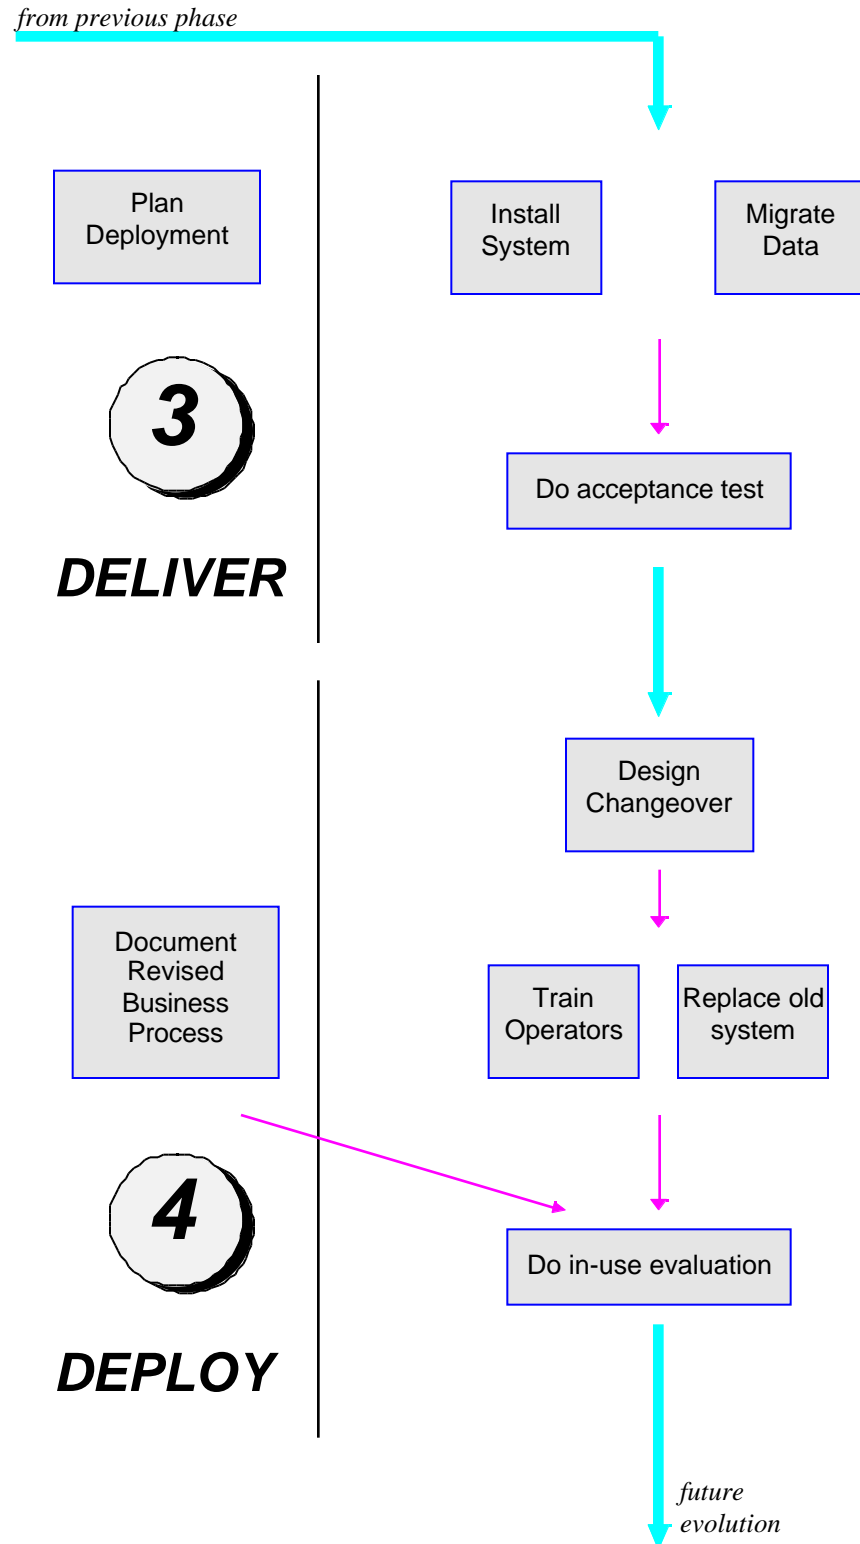 from previous phase
Plan
Deployment
Install
System
Migrate
Data
3
Do acceptance test
DELIVER
Design
Changeover
Document
Revised
Business
Process
Train
Operators
Replace old
system
4
Do in-use evaluation
DEPLOY
future
evolution